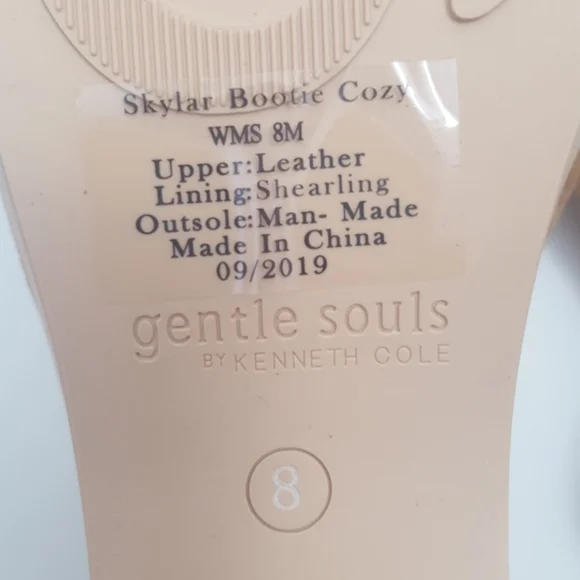 Skylar Bootie Cozy
WMS 8M
Upper:Leather
Lining:Shearling
Outsole:Man- Made
Made In China
09/2019
gentle souls
BY KENNETH COLE
8